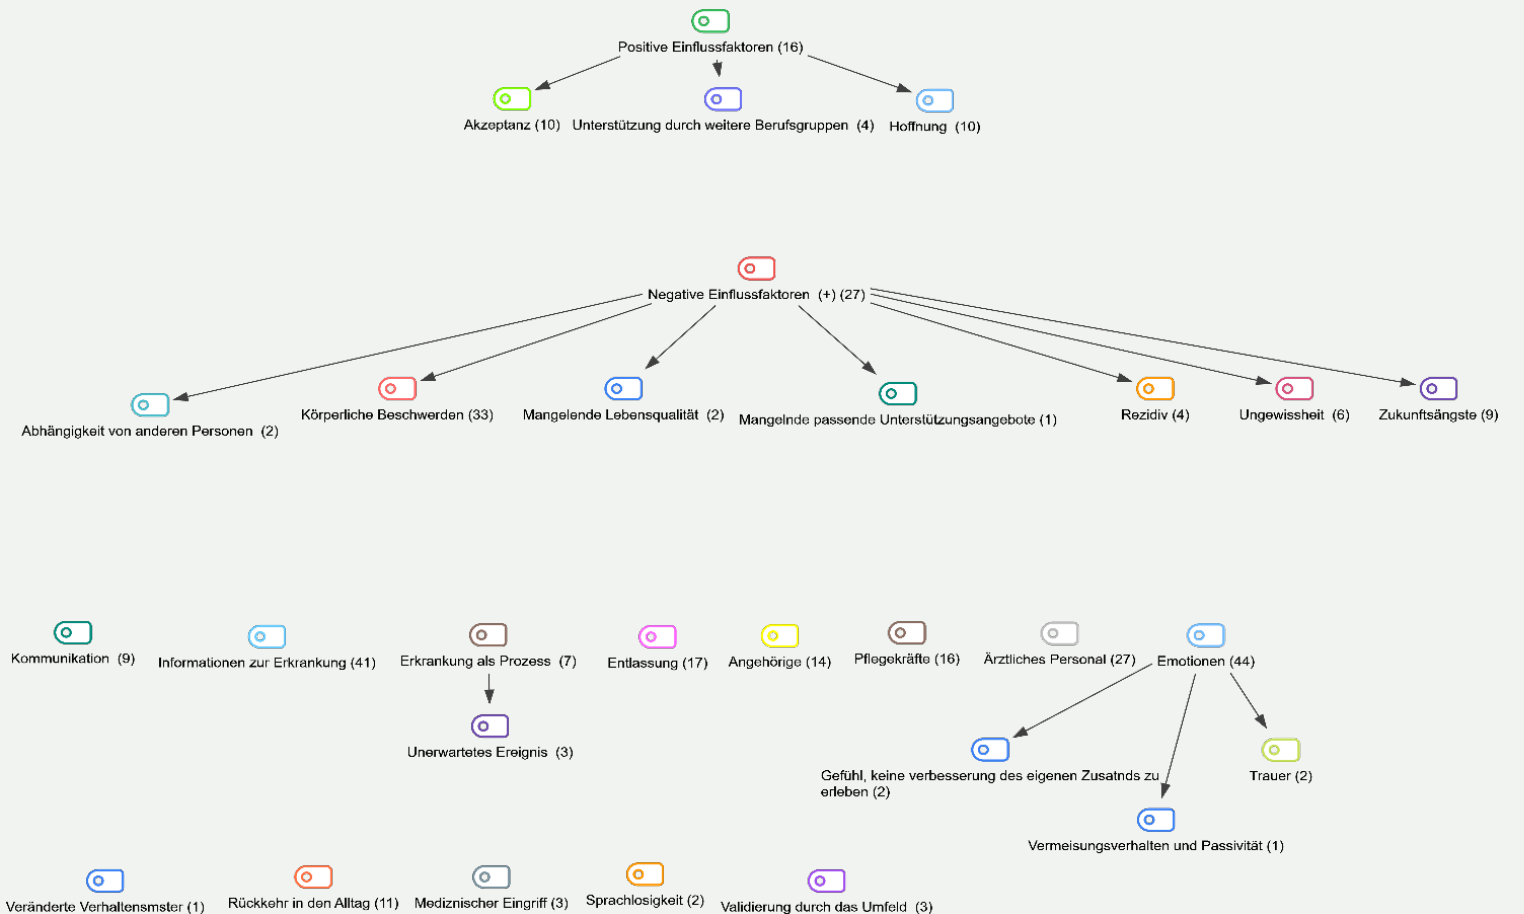 Positive Einflussfaktoren (16)
Akzeptanz (10)
Unterstützung durch weitere Berufsgruppen (4)
Hoffnung (10)
Negative Einflussfaktoren (+) (27)
Abhängigkeit von anderen Personen (2)
Körperliche Beschwerden (33)
Mangelende Lebensqualität (2)
Mangelnde passende Unterstützungsangebote (1)
Rezidiv (4)
Ungewissheit (6)
Zukunftsängste (9)
Kommunikation (9)
Informationen zur Erkrankung (41)
Erkrankung als Prozess (7)
Entlassung (17)
Angehörige (14)
Pflegekräfte (16)
Ärztliches Personal (27)
Emotionen (44)
Unerwartetes Ereignis (3)
Gefühl, keine verbesserung des eigenen Zusatnds zu
erleben (2)
Trauer (2)
Vermeisungsverhalten und Passivität (1)
Veränderte Verhaltensmster (1)
Rückkehr in den Alltag (11)
Mediznischer Eingriff (3)
Sprachlosigkeit (2)
Validierung durch das Umfeld (3)